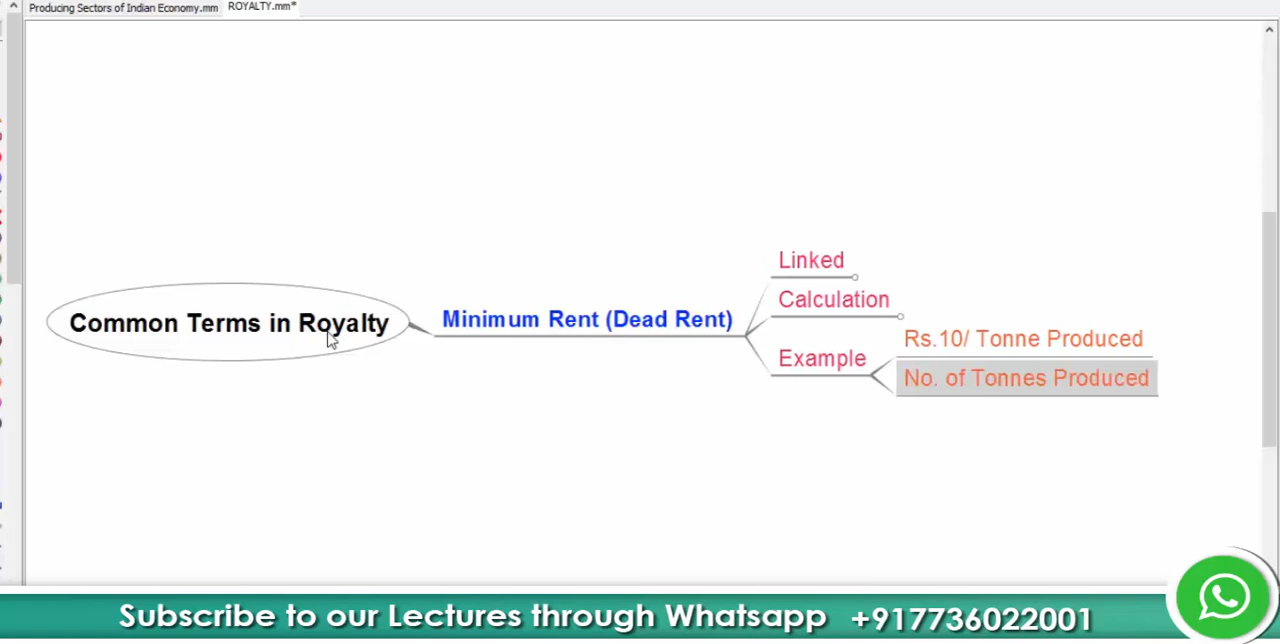 Producing Sectors of Indian Economy.mm ROYALTY.mm*
Linked
Calculation
Common Terms in Royalty
Minimum Rent (Dead Rent)
Example
Rs.10/ Tonne Produced
No. of Tonnes Produced
Subscribe to our Lectures through Whatsapp +917736022001